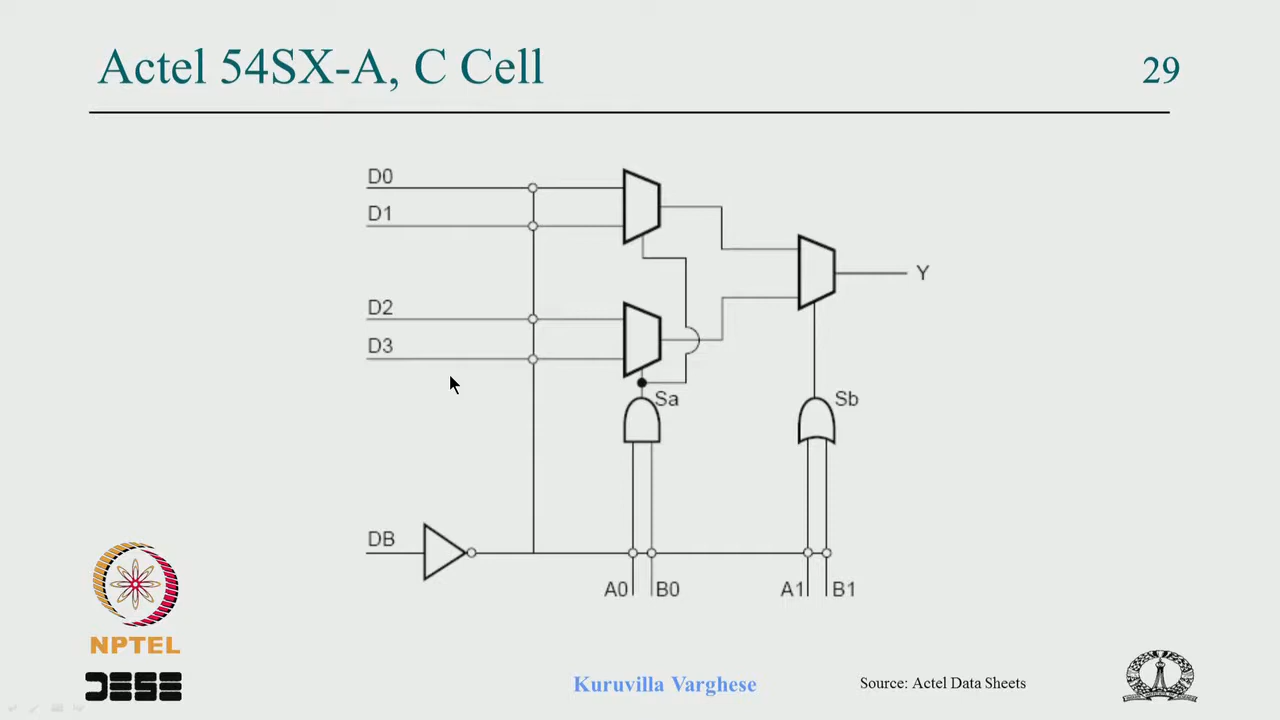 Actel 54SX-A, C Cell
29
D0
D1
D2
D3
Y
Sa
Sb
DB
A0 B0
A1 B1
NPTEL
DESE
Kuruvilla Varghese
Source: Actel Data Sheets